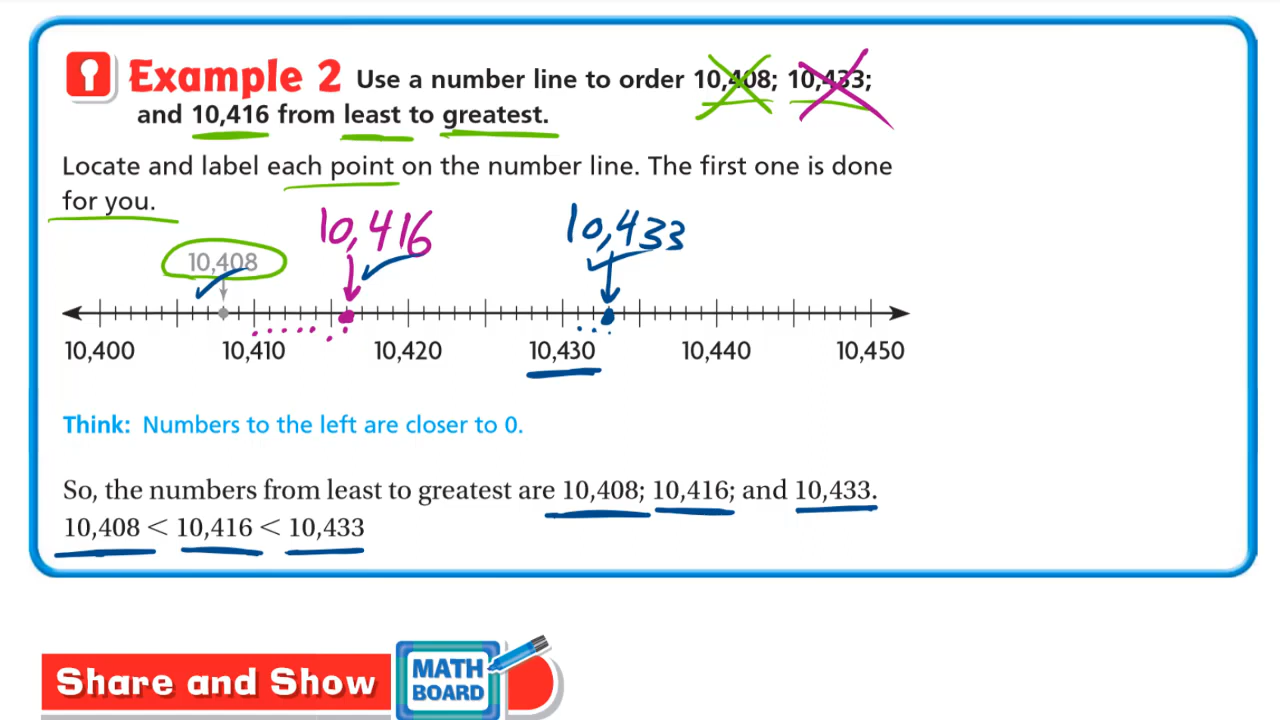 Example 2 Use a number line to order 10,408; 10,433;
and 10,416 from least to greatest.
Locate and label each point on the number line. The first one is done
for you.
10,416
10,433
10,408
10,400 10,410 10,420 10,430 10,440 10,450
Think: Numbers to the left are closer to 0.
So, the numbers from least to greatest are 10,408; 10,416; and 10,433.
10,408 < 10,416 < 10,433
Share and Show
MATH
BOARD